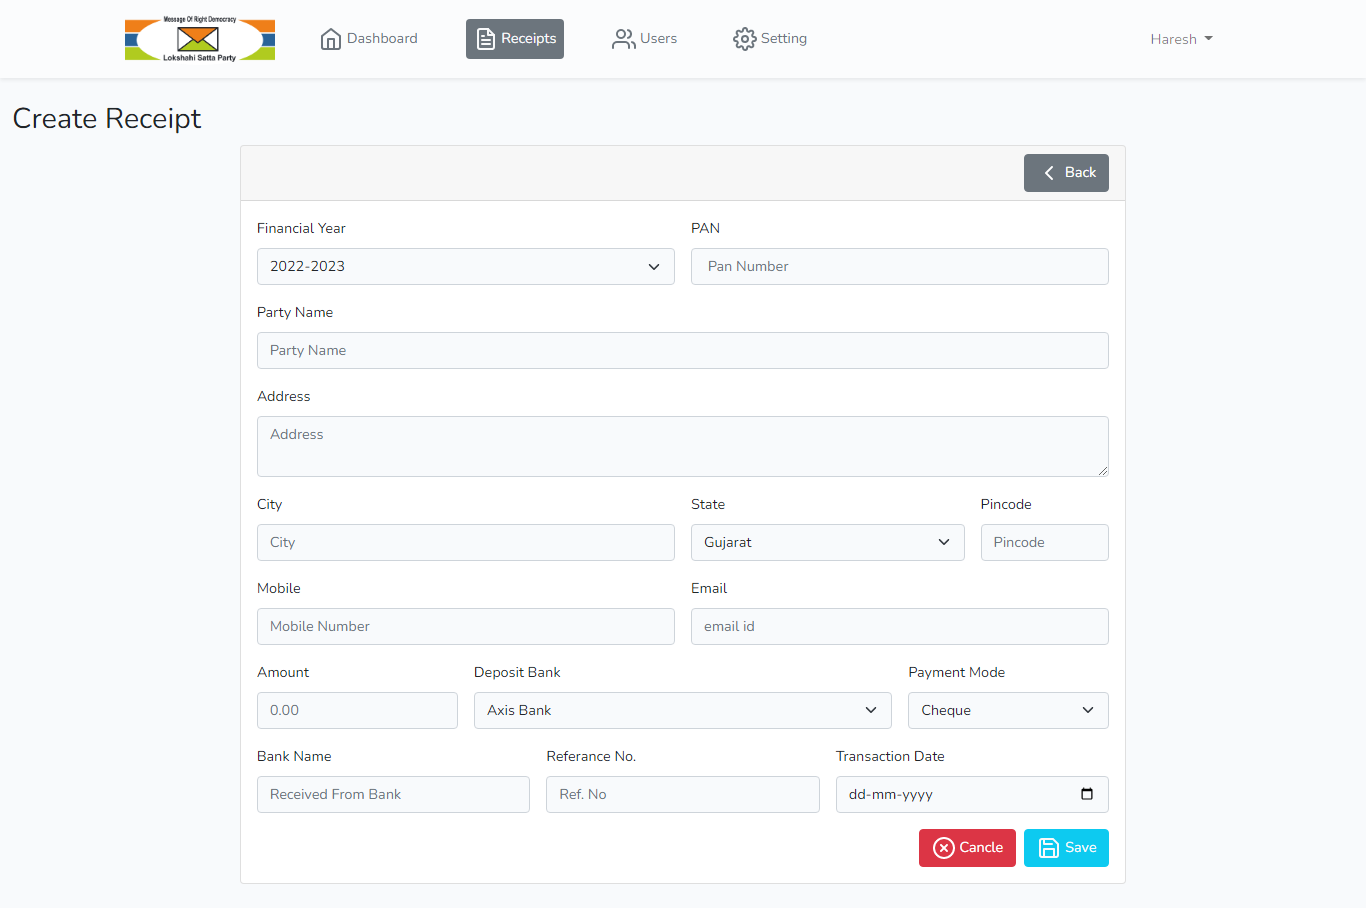 Message Of Right Democracy
Lokshahi Satta Party
Dashboard
Receipts
Users
Setting
Haresh
Create Receipt
Back
Financial Year
PAN
2022-2023
Pan Number
Party Name
Party Name
Address
Address
City
State
Pincode
City
Gujarat
Pincode
Mobile
Email
Mobile Number
email id
Amount
Deposit Bank
Payment Mode
0.00
Axis Bank
Cheque
Bank Name
Referance No.
Transaction Date
Received From Bank
Ref. No
dd-mm-yyyy
Cancle
Save